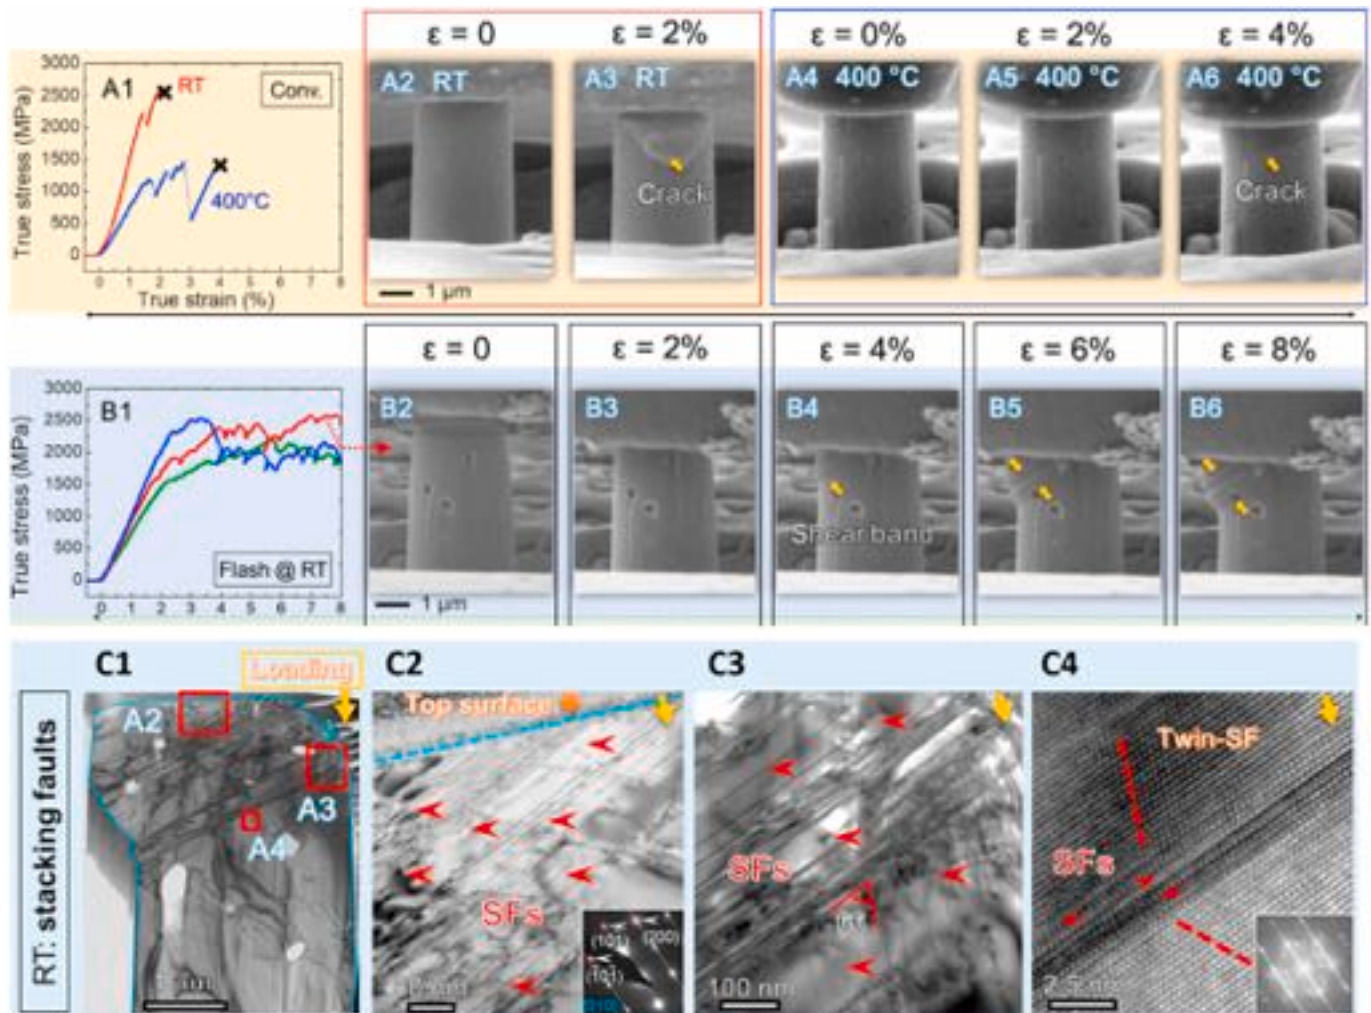 ε = 0
ε = 2%
ε = 0%
ε = 2%
ε = 4%
A1
Conv.
RT
400°C
True stress (MPa)
3000
2500
2000
1500
1000
500
0
0 1 2 3 4 5 6 7 8
True strain (%)
A2 RT
A3 RT
Crack
A4 400 °C
A5 400 °C
A6 400 °C
Crack
1 µm
ε = 0
ε = 2%
ε = 4%
ε = 6%
ε = 8%
B1
Flash @ RT
True stress (MPa)
3000
2500
2000
1500
1000
500
0
0 1 2 3 4 5 6 7 8
B2
B3
B4
Shear band
B5
B6
1 µm
RT: stacking faults
C1
Loading
A2
A3
A4
C2
Top surface
SFs
(200)
C3
SFs
100 nm
C4
Twin-SF
SFs